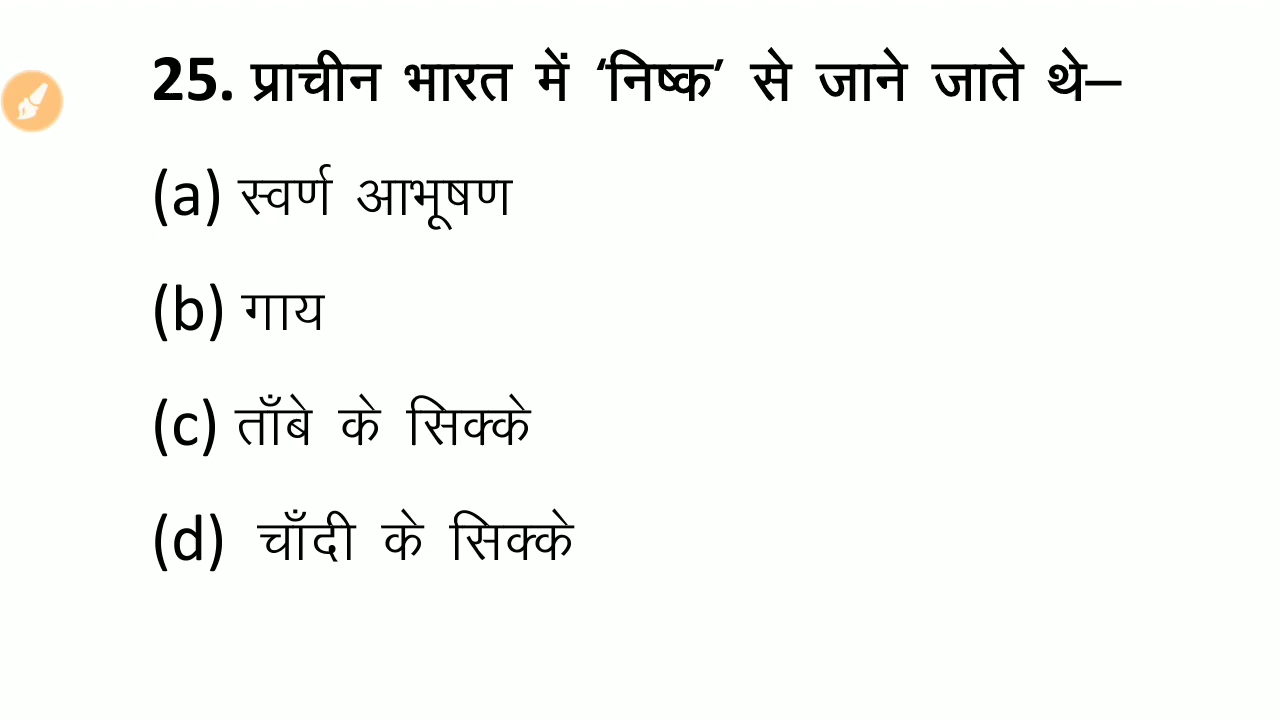 25. प्राचीन भारत में ‘निष्क’ से जाने जाते थे–
(a) स्वर्ण आभूषण
(b) गाय
(c) ताँबे के सिक्के
(d) चाँदी के सिक्के